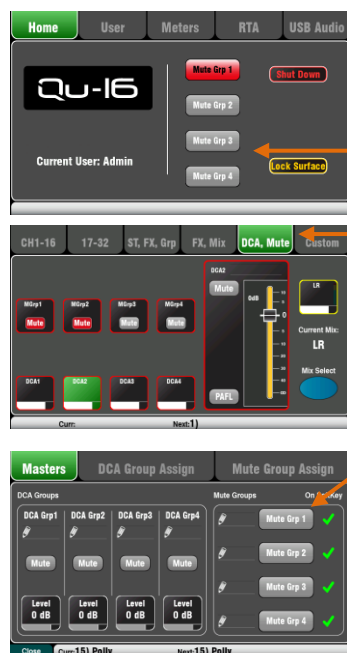 Home User Meters RTA USB Audio
Qu-16
Current User: Admin
Mute Grp 1
Mute Grp 2
Mute Grp 3
Mute Grp 4
Shut Down
Lock Surface
CH1-16 17-32 ST, FX, Grp FX, Mix DCA, Mute Custom
MGrp1 MGrp2 MGrp3 MGrp4
Mute Mute Mute Mute
DCA1 DCA2 DCA3 DCA4
DCA2
Mute
0dB
0
PAFL
LR
Current Mix:
LR
Mix Select
Curr: Next:1)
Masters DCA Group Assign Mute Group Assign
DCA Groups Mute Groups
DCA Grp1 DCA Grp2 DCA Grp3 DCA Grp4
Mute Mute Mute Mute
Level Level Level Level
0 dB 0 dB 0 dB 0 dB
Mute Grp 1
Mute Grp 2
Mute Grp 3
Mute Grp 4
Close Curr:15) Polly Next:15) Polly